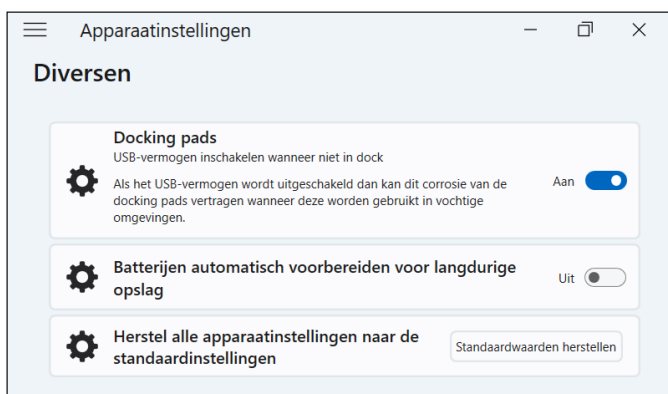 Apparaatinstellingen
Diversen
Docking pads
USB-vermogen inschakelen wanneer niet in dock
Als het USB-vermogen wordt uitgeschakeld dan kan dit corrosie van de
docking pads vertragen wanneer deze worden gebruikt in vochtige
omgevingen.
Aan
Batterijen automatisch voorbereiden voor langdurige
opslag
Uit
Herstel alle apparaatinstellingen naar de
standaardinstellingen
Standaardwaarden herstellen